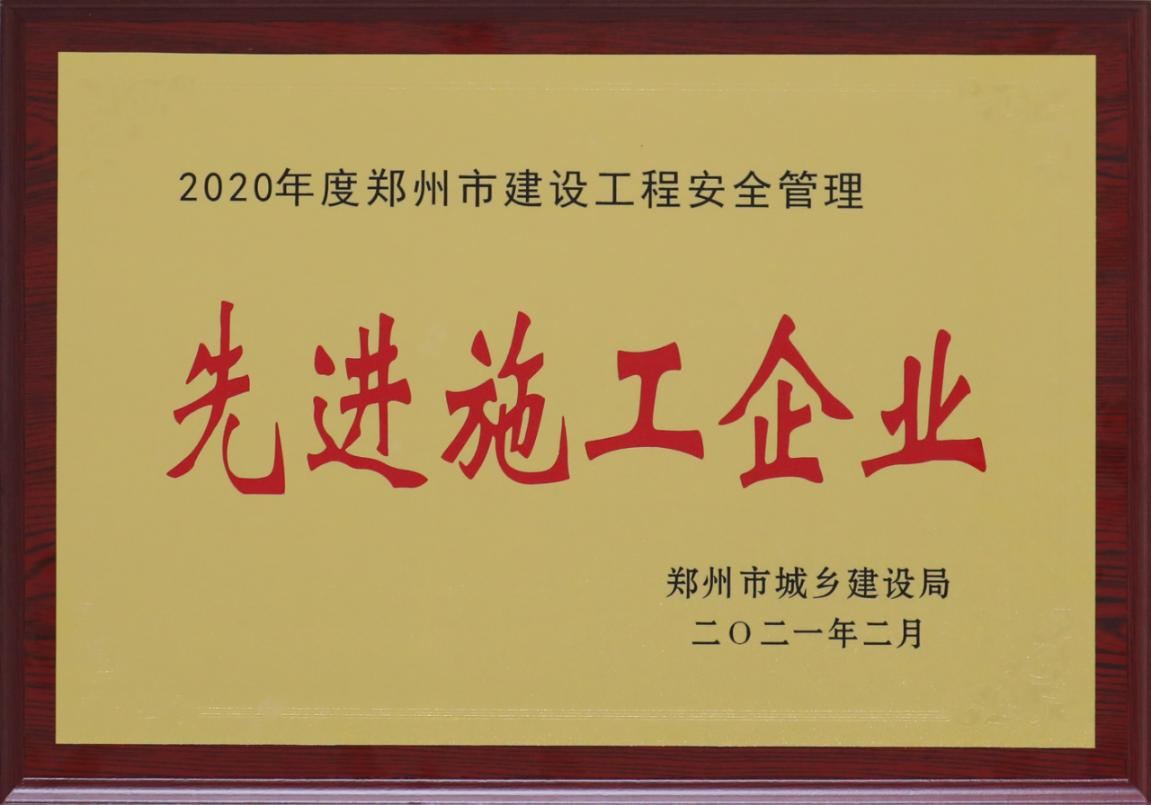 2020年度郑州市建设工程安全管理
先进施工企业
郑州市城乡建设局
二〇二一年二月